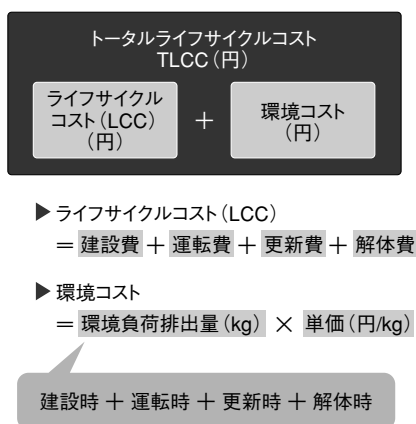 トータルライフサイクルコスト
TLCC(円)
ライフサイクル
コスト(LCC)
(円)
+
環境コスト
(円)
▶ライフサイクルコスト(LCC)
= 建設費 + 運転費 + 更新費 + 解体費
▶環境コスト
= 環境負荷排出量(kg) × 単価(円/kg)
建設時 + 運転時 + 更新時 + 解体時